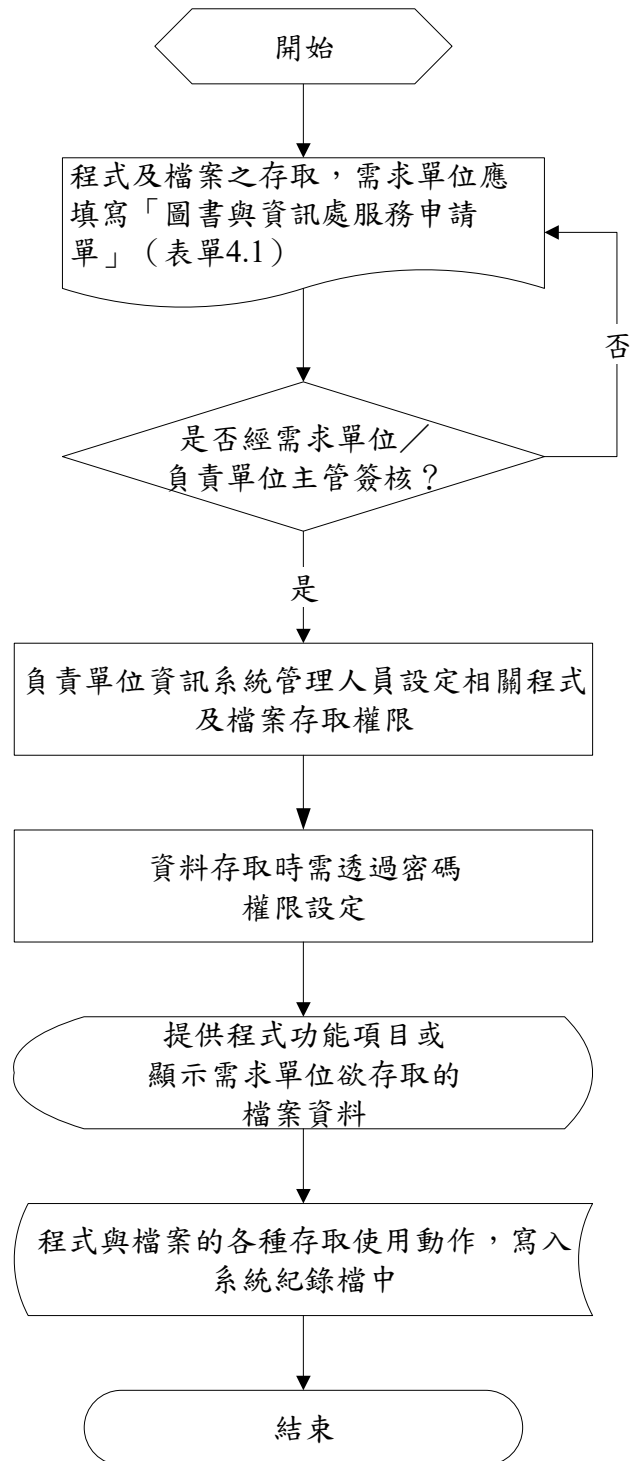 開始
程式及檔案之存取，需求單位應
填寫「圖書與資訊處服務申請
單」（表單4.1）
否
是否經需求單位／
負責單位主管簽核？
是
負責單位資訊系統管理人員設定相關程式
及檔案存取權限
資料存取時需透過密碼
權限設定
提供程式功能項目或
顯示需求單位欲存取的
檔案資料
程式與檔案的各種存取使用動作，寫入
系統紀錄檔中
結束